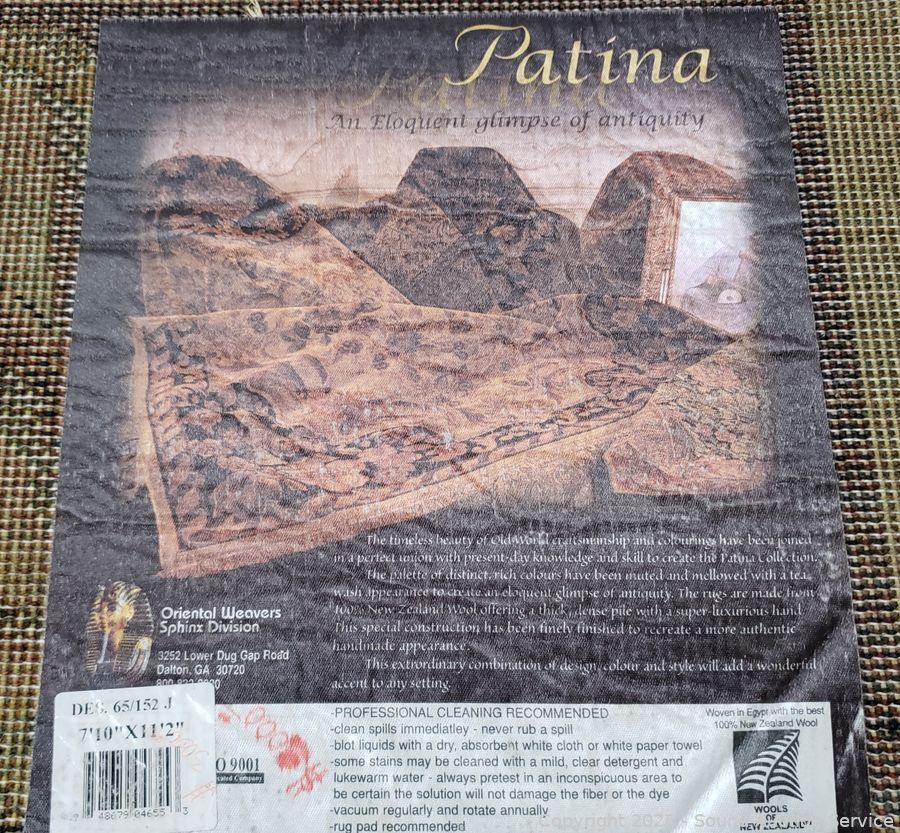 Patina
An Eloquent glimpse of antiquity
The timeless beauty of Old World craftsmanship and colourings have been joined
in a perfect union with present-day knowledge and skill to create the Patina Collection.
The palette of distinct, rich colours have been muted and mellowed with a tea
wash appearance to create an eloquent glimpse of antiquity. The rugs are made from
100% New Zealand Wool offering a thick, dense pile with a super-luxurious hand.
This special construction has been finely finished to recreate a more authentic
handmade appearance.
This extrordinary combination of design, colour and style will add a wonderful
accent to any setting.
Oriental Weavers
Sphinx Division
3252 Lower Dug Gap Road
Dalton, GA 30720
DES. 65/152 J
7'10"X11'2"
48679 04655 3
O 9001
-PROFESSIONAL CLEANING RECOMMENDED
-clean spills immediatley - never rub a spill
-blot liquids with a dry, absorbent white cloth or white paper towel
-some stains may be cleaned with a mild, clear detergent and
lukewarm water - always pretest in an inconspicuous area to
be certain the solution will not damage the fiber or the dye
-vacuum regularly and rotate annually
-rug pad recommended
Woven in Egypt with the best
100% New Zealand Wool
WOOLS
OF
NEW ZEALAND
Copyright Service